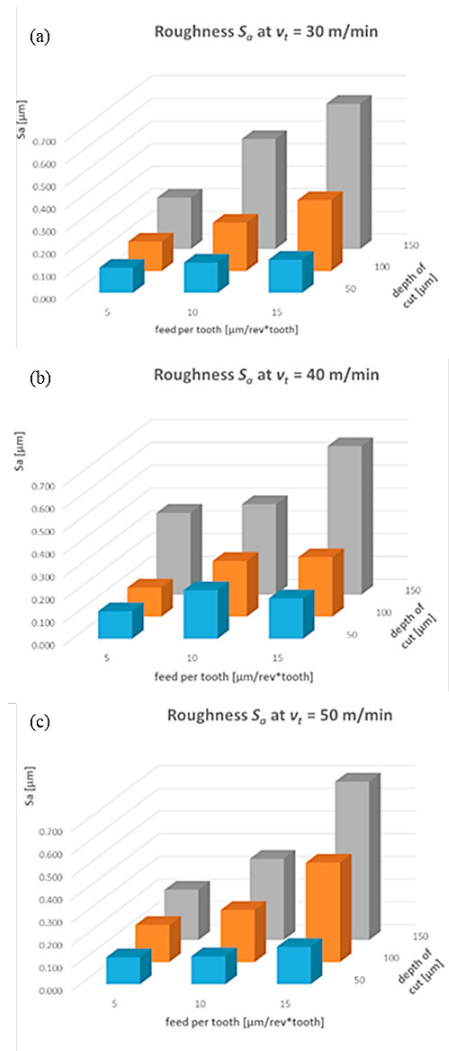 (a)
Roughness Sa at vt = 30 m/min
Sa [µm]
0.700
0.600
0.500
0.400
0.300
0.200
0.100
0.000
5
10
15
50
100
150
depth of
cut [µm]
feed per tooth [µm/rev*tooth]
(b)
Roughness Sa at vt = 40 m/min
Sa [µm]
0.700
0.600
0.500
0.400
0.300
0.200
0.100
0.000
5
10
15
50
100
150
depth of
cut [µm]
feed per tooth [µm/rev*tooth]
(c)
Roughness Sa at vt = 50 m/min
Sa [µm]
0.700
0.600
0.500
0.400
0.300
0.200
0.100
0.000
5
10
15
50
100
150
depth of
cut [µm]
feed per tooth [µm/rev*tooth]